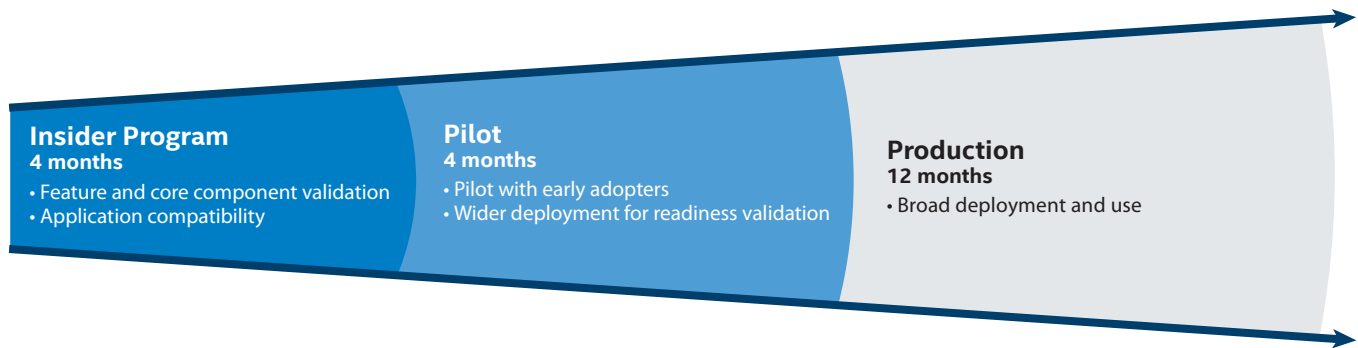 Insider Program
4 months
• Feature and core component validation
• Application compatibility
Pilot
4 months
• Pilot with early adopters
• Wider deployment for readiness validation
Production
12 months
• Broad deployment and use